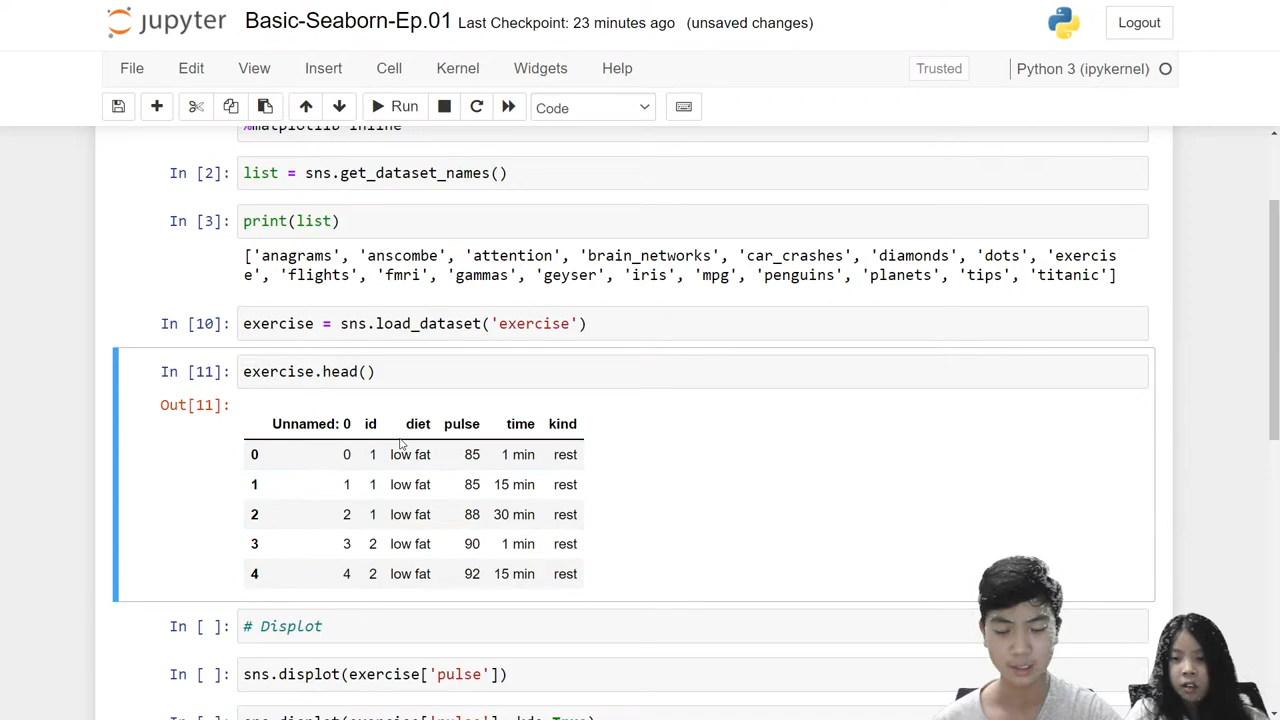 jupyter Basic-Seaborn-Ep.01 Last Checkpoint: 23 minutes ago (unsaved changes) Logout
File Edit View Insert Cell Kernel Widgets Help Trusted Python 3 (ipykernel)
Run Code
%matplotlib inline
In [2]: list = sns.get_dataset_names()
In [3]: print(list)
['anagrams', 'anscombe', 'attention', 'brain_networks', 'car_crashes', 'diamonds', 'dots', 'exercis
e', 'flights', 'fmri', 'gammas', 'geyser', 'iris', 'mpg', 'penguins', 'planets', 'tips', 'titanic']
In [10]: exercise = sns.load_dataset('exercise')
In [11]: exercise.head()
Out[11]:
Unnamed: 0 id diet pulse time kind
0 0 1 low fat 85 1 min rest
1 1 1 low fat 85 15 min rest
2 2 1 low fat 88 30 min rest
3 3 2 low fat 90 1 min rest
4 4 2 low fat 92 15 min rest
In [ ]: # Displot
In [ ]: sns.displot(exercise['pulse'])
In [ ]: sns.displot(exercise['pulse'], kde=True)